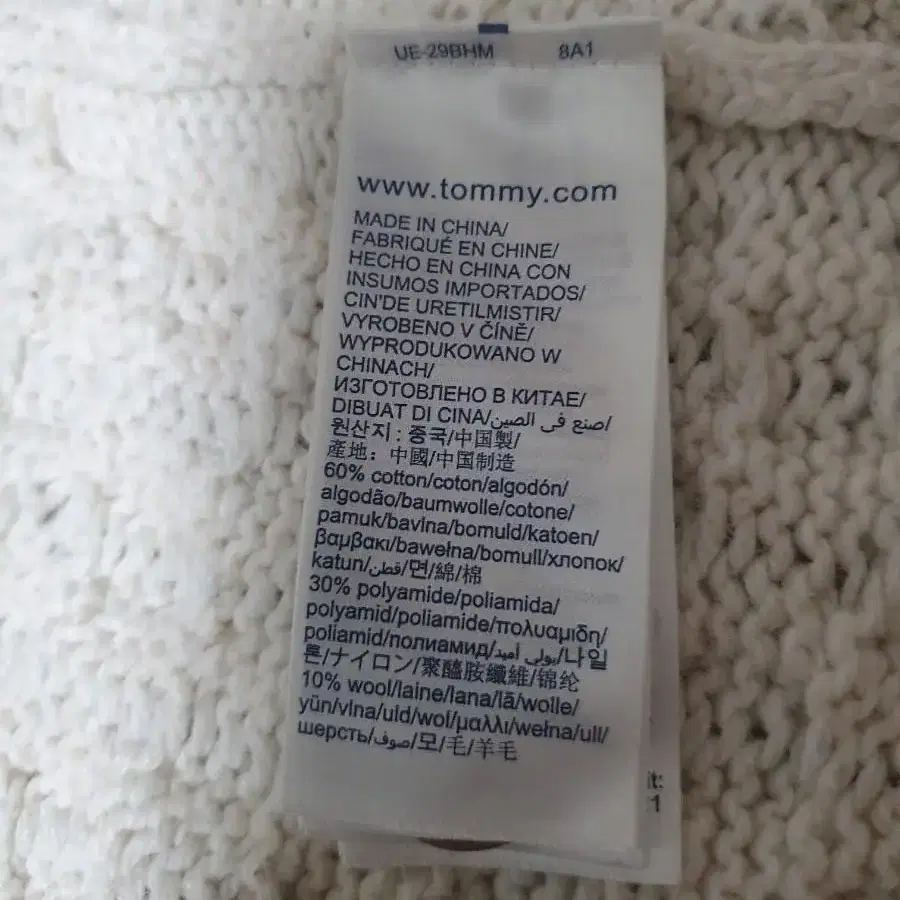 UE-29BHM 8A1
www.tommy.com
MADE IN CHINA/
FABRIQUÉ EN CHINE/
HECHO EN CHINA CON
INSUMOS IMPORTADOS/
CIN'DE URETILMISTIR/
VYROBENO V ČÍNĚ/
WYPRODUKOWANO W
CHINACH/
ИЗГОТОВЛЕНО В КИТАЕ/
DIBUAT DI CINA/صنع في الصين/
원산지 : 중국/中国製/
產地：中國/中国制造
60% cotton/coton/algodón/
algodão/baumwolle/cotone/
pamuk/bavlna/bomuld/katoen/
βαμβακι/bawełna/bomull/хлопок/
katun/قطن/면/綿/棉
30% polyamide/poliamida/
polyamid/poliamide/πολυαμιδη/
poliamid/полиамид/بولي أميد/나일
론/ナイロン/聚醯胺纖維/锦纶
10% wool/laine/lana/lã/wolle/
yün/vlna/uld/wol/μαλλι/wełna/ull/
шерсть/صوف/모/毛/羊毛
it:
1